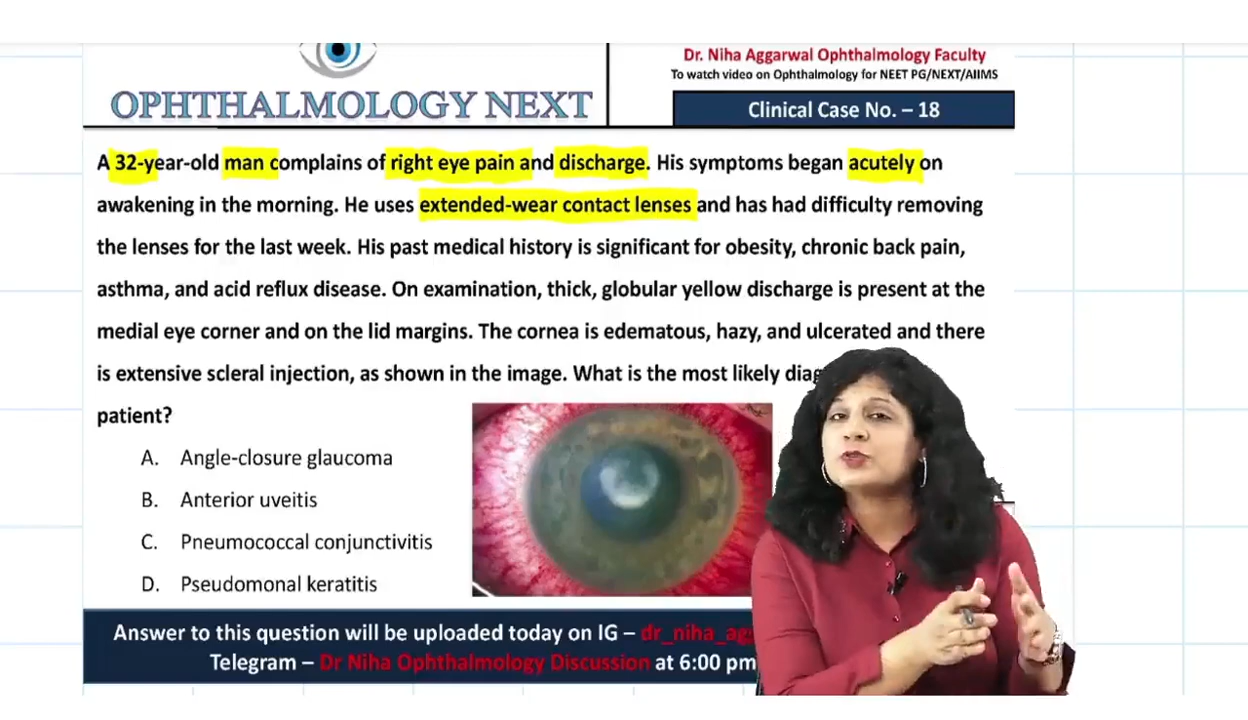 Dr. Niha Aggarwal Ophthalmology Faculty
To watch video on Ophthalmology for NEET PG/NEXT/AIIMS
OPHTHALMOLOGY NEXT
Clinical Case No. – 18
A 32-year-old man complains of right eye pain and discharge. His symptoms began acutely on
awakening in the morning. He uses extended-wear contact lenses and has had difficulty removing
the lenses for the last week. His past medical history is significant for obesity, chronic back pain,
asthma, and acid reflux disease. On examination, thick, globular yellow discharge is present at the
medial eye corner and on the lid margins. The cornea is edematous, hazy, and ulcerated and there
is extensive scleral injection, as shown in the image. What is the most likely
patient?
A. Angle-closure glaucoma
B. Anterior uveitis
C. Pneumococcal conjunctivitis
D. Pseudomonal keratitis
Answer to this question will be uploaded today on IG –
Telegram – Dr Niha Ophthalmology Discussion at 6:00 pm